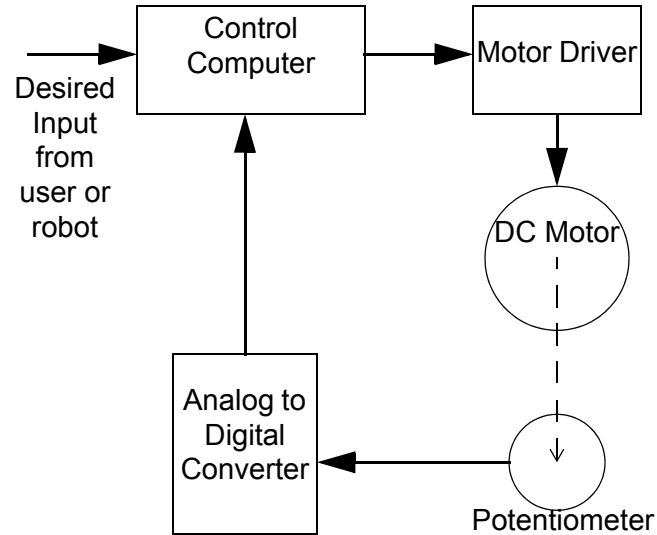 Control
Computer
Motor Driver
Desired
Input
from
user or
robot
DC Motor
Analog to
Digital
Converter
Potentiometer